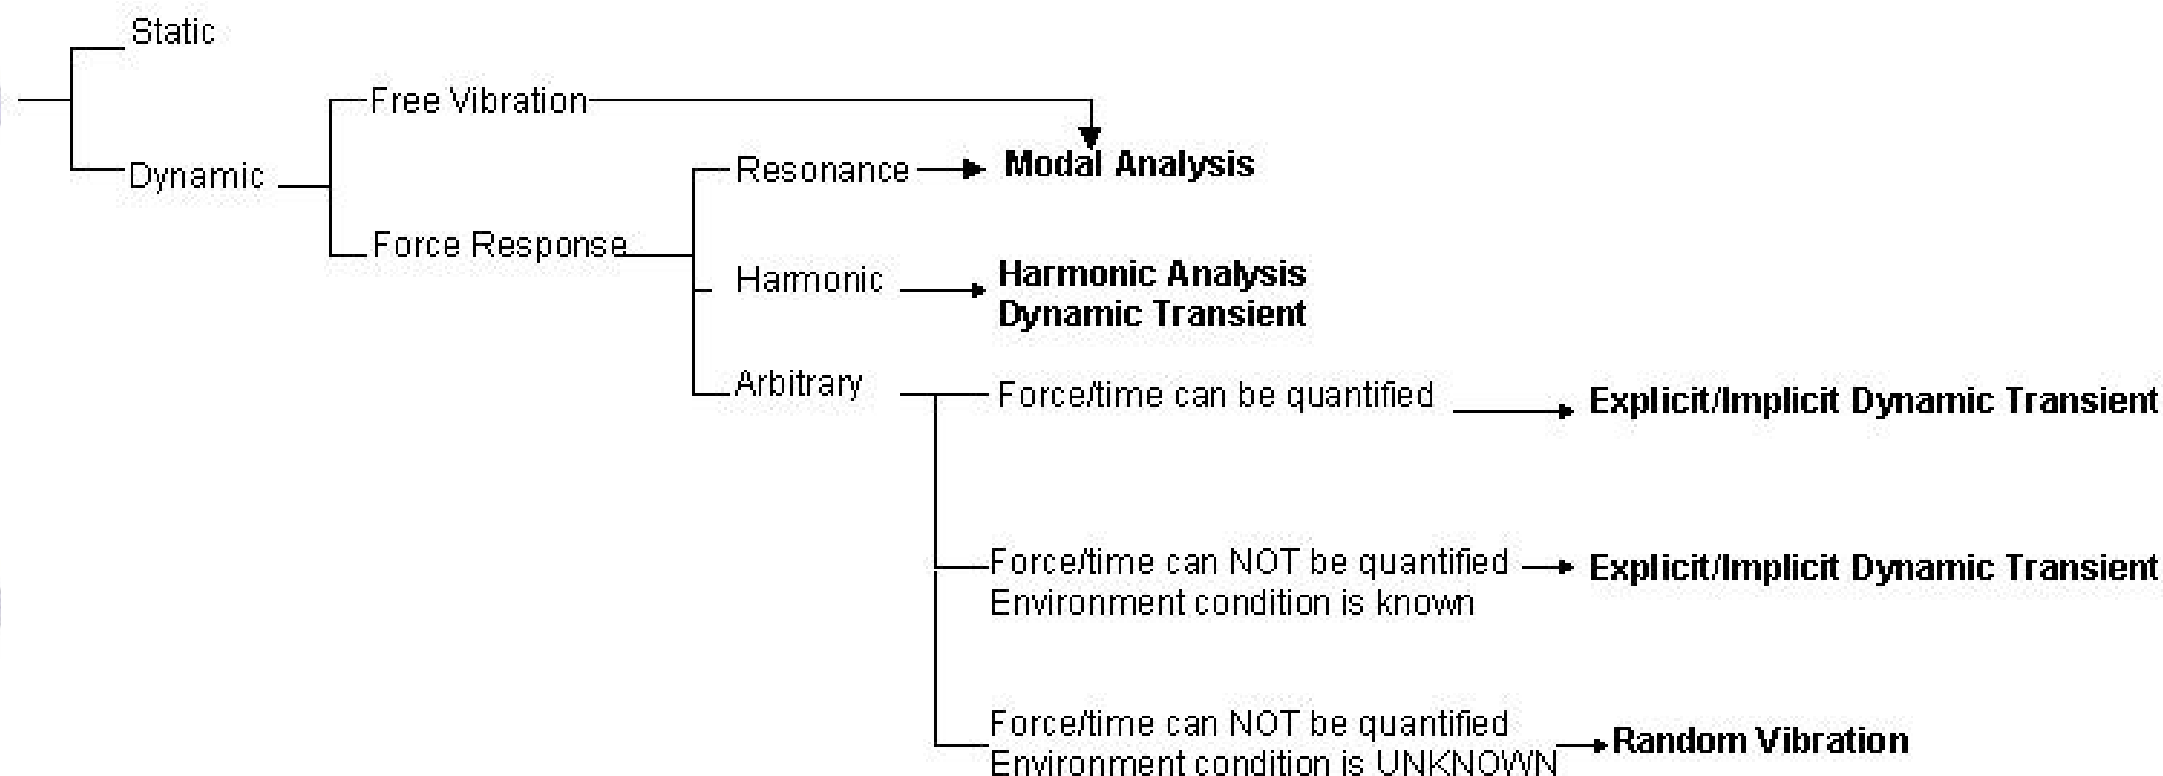 Static
Free Vibration
Resonance
Modal Analysis
Dynamic
Force Response
Harmonic
Harmonic Analysis
Dynamic Transient
Arbitrary
Force/time can be quantified
Explicit/Implicit Dynamic Transient
Force/time can NOT be quantified
Environment condition is known
Explicit/Implicit Dynamic Transient
Force/time can NOT be quantified
Environment condition is UNKNOWN
Random Vibration